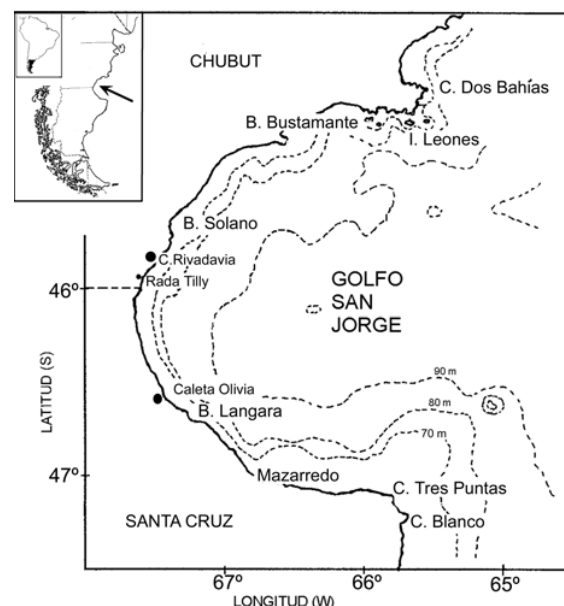 CHUBUT
C. Dos Bahías
B. Bustamante
I. Leones
B. Solano
C.Rivadavia
Rada Tilly
46º
GOLFO
SAN
JORGE
90 m
Caleta Olivia
80 m
B. Langara
70 m
LATITUD (S)
47º
Mazarredo
C. Tres Puntas
SANTA CRUZ
C. Blanco
67º
66º
65º
LONGITUD (W)